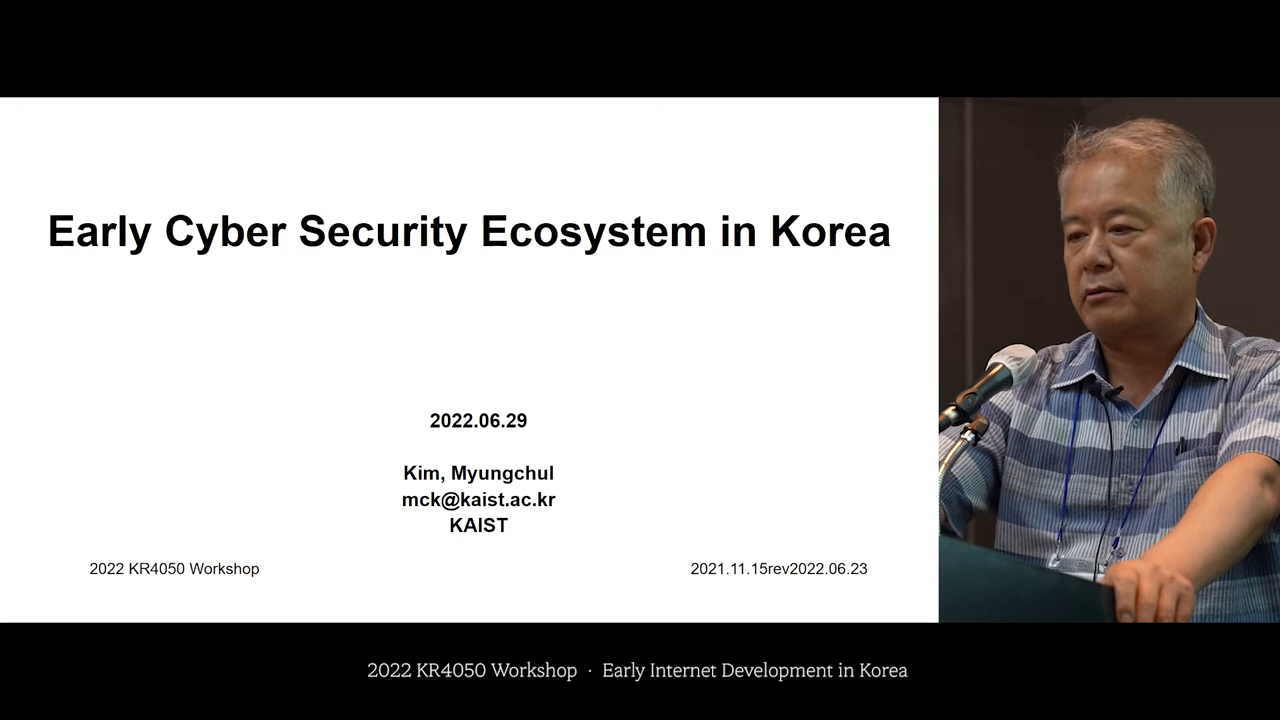 Early Cyber Security Ecosystem in Korea
2022.06.29
Kim, Myungchul
mck@kaist.ac.kr
KAIST
2022 KR4050 Workshop
2021.11.15rev2022.06.23
2022 KR4050 Workshop · Early Internet Development in Korea